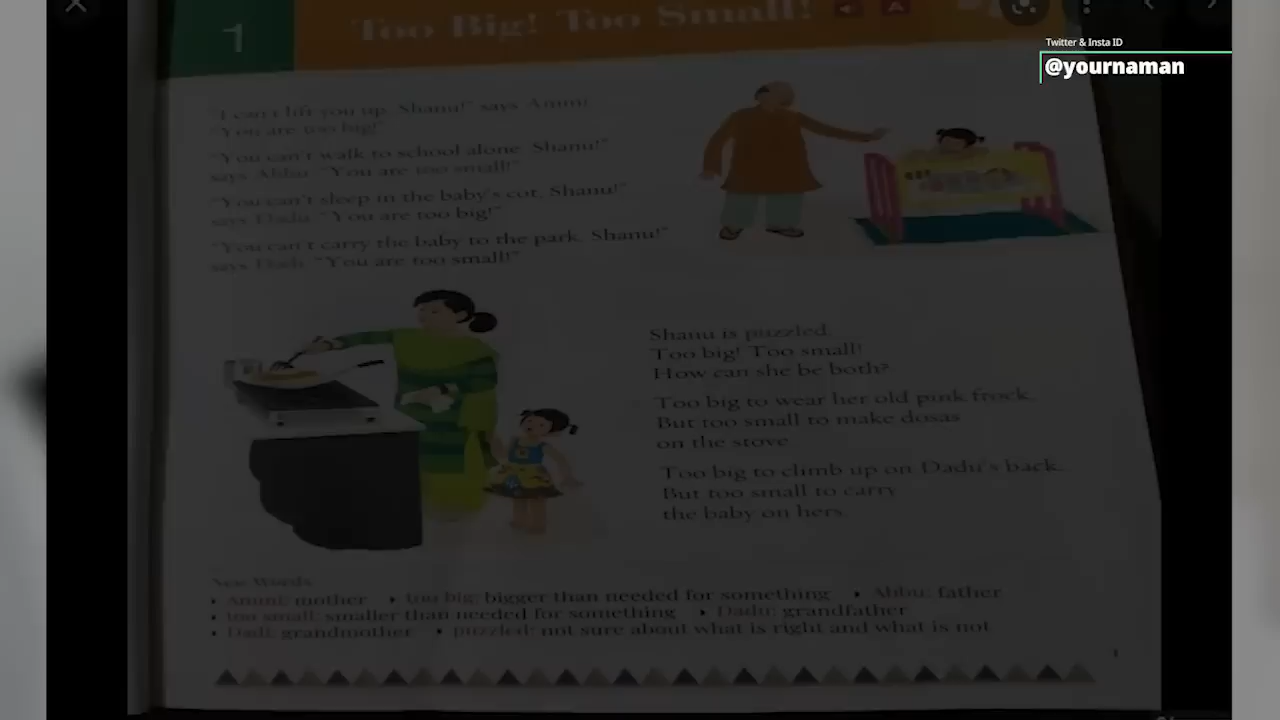 1
Too Big! Too Small!
Twitter & Insta ID
@yournaman
"I can't lift you up, Shanu!" says Ammi.
"You are too big!"
"You can't walk to school alone, Shanu!"
says Abbu. "You are too small!"
"You can't sleep in the baby's cot, Shanu!"
says Dadu. "You are too big!"
"You can't carry the baby to the park, Shanu!"
says Dadi. "You are too small!"
Shanu is puzzled.
Too big! Too small!
How can she be both?
Too big to wear her old pink frock.
But too small to make dosas
on the stove.
Too big to climb up on Dadu's back.
But too small to carry
the baby on hers.
New Words
• Ammi: mother • too big: bigger than needed for something • Abbu: father
• too small: smaller than needed for something • Dadu: grandfather
• Dadi: grandmother • puzzled: not sure about what is right and what is not
1